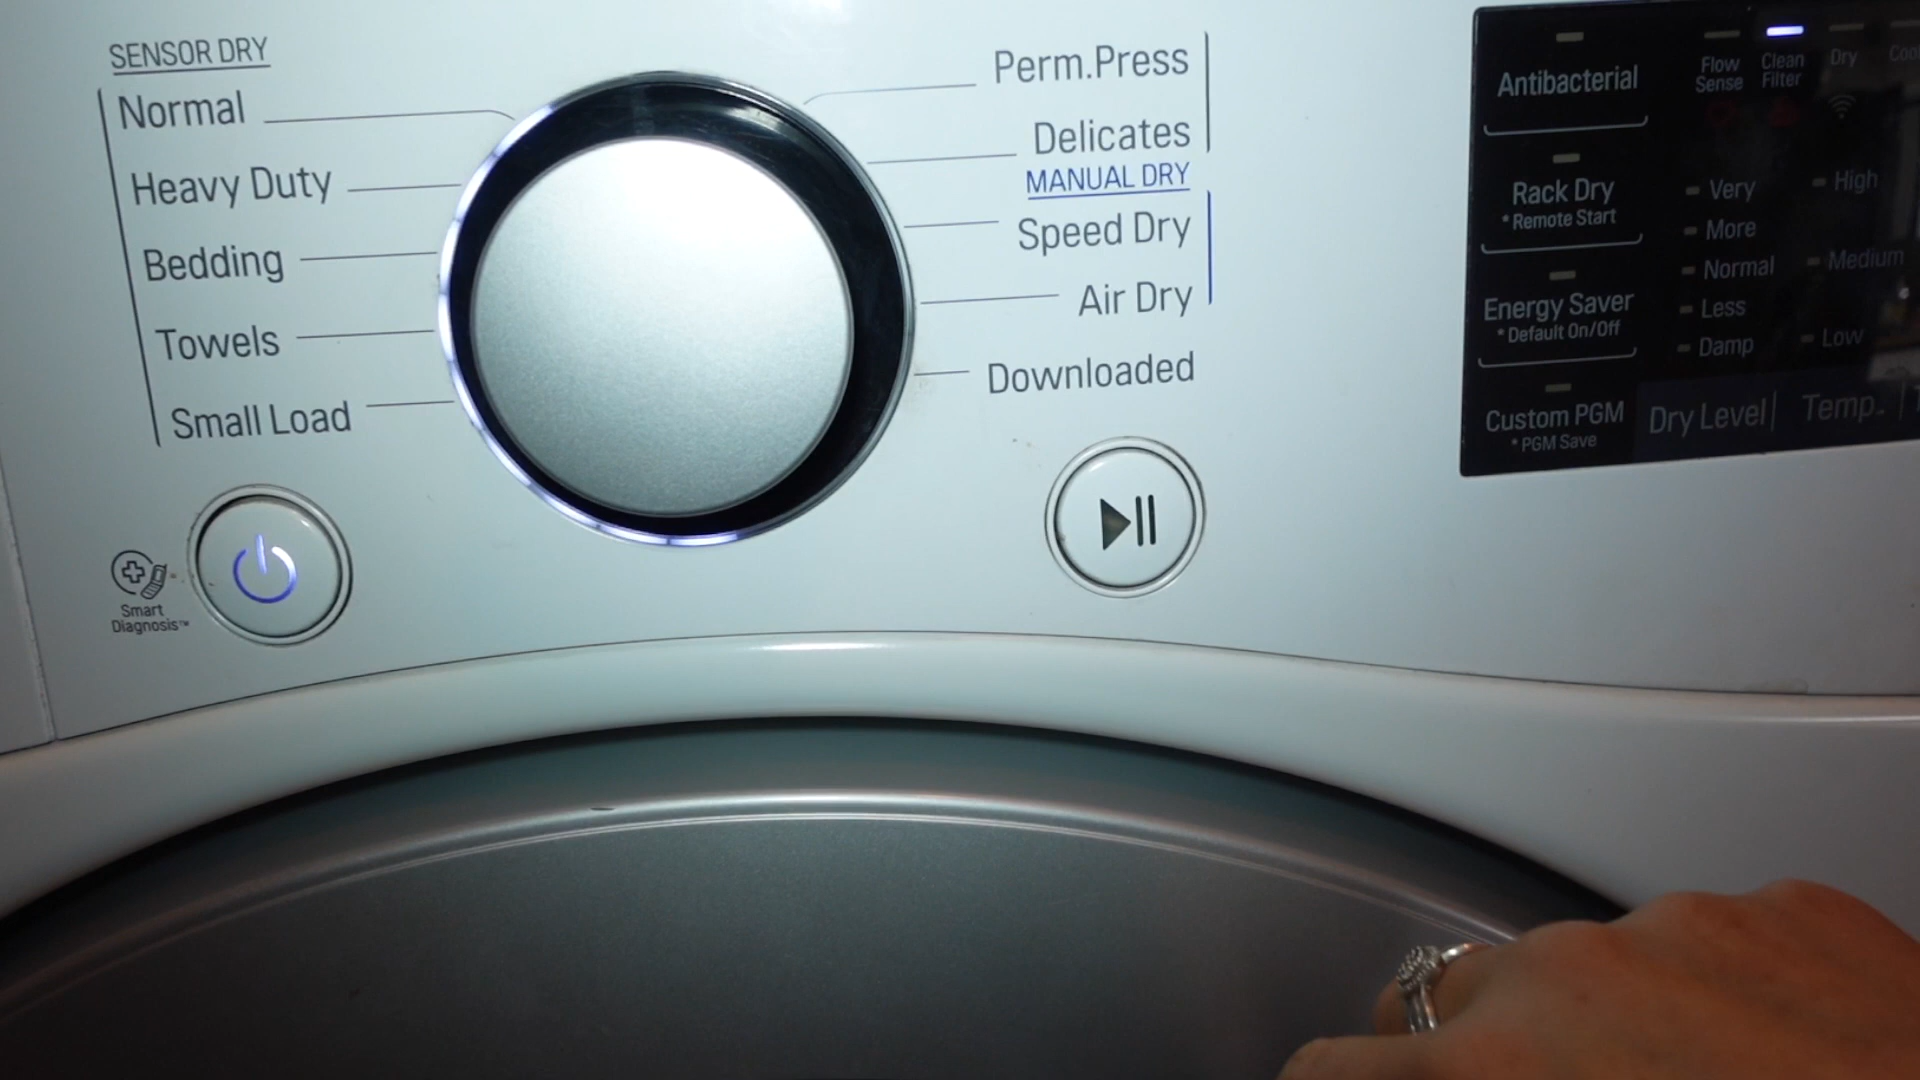 SENSOR DRY
Normal
Heavy Duty
Bedding
Towels
Small Load
Smart
Diagnosis™
Perm.Press
Delicates
MANUAL DRY
Speed Dry
Air Dry
Downloaded
Antibacterial
Rack Dry
* Remote Start
Energy Saver
* Default On/Off
Custom PGM
* PGM Save
Flow
Sense
Clean
Filter
Dry
Very
More
Normal
Less
Damp
Dry Level
High
Medium
Low
Temp.